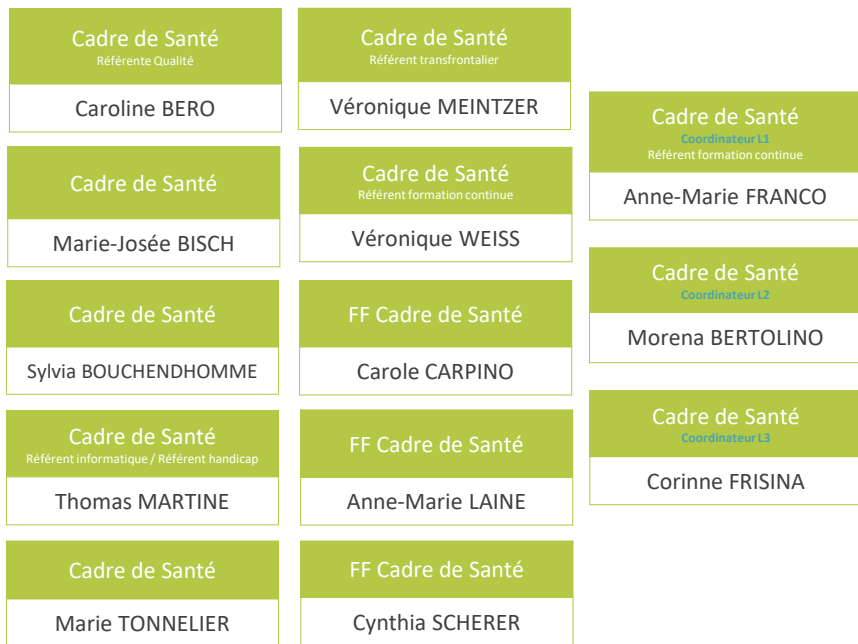 Cadre de Santé
Référente Qualité
Caroline BERO
Cadre de Santé
Marie-Josée BISCH
Cadre de Santé
Sylvia BOUCHENDHOMME
Cadre de Santé
Référent informatique / Référent handicap
Thomas MARTINE
Cadre de Santé
Marie TONNELIER
Cadre de Santé
Référent transfrontalier
Véronique MEINTZER
Cadre de Santé
Référent formation continue
Véronique WEISS
FF Cadre de Santé
Carole CARPINO
FF Cadre de Santé
Anne-Marie LAINE
FF Cadre de Santé
Cynthia SCHERER
Cadre de Santé
Coordinateur L1
Référent formation continue
Anne-Marie FRANCO
Cadre de Santé
Coordinateur L2
Morena BERTOLINO
Cadre de Santé
Coordinateur L3
Corinne FRISINA